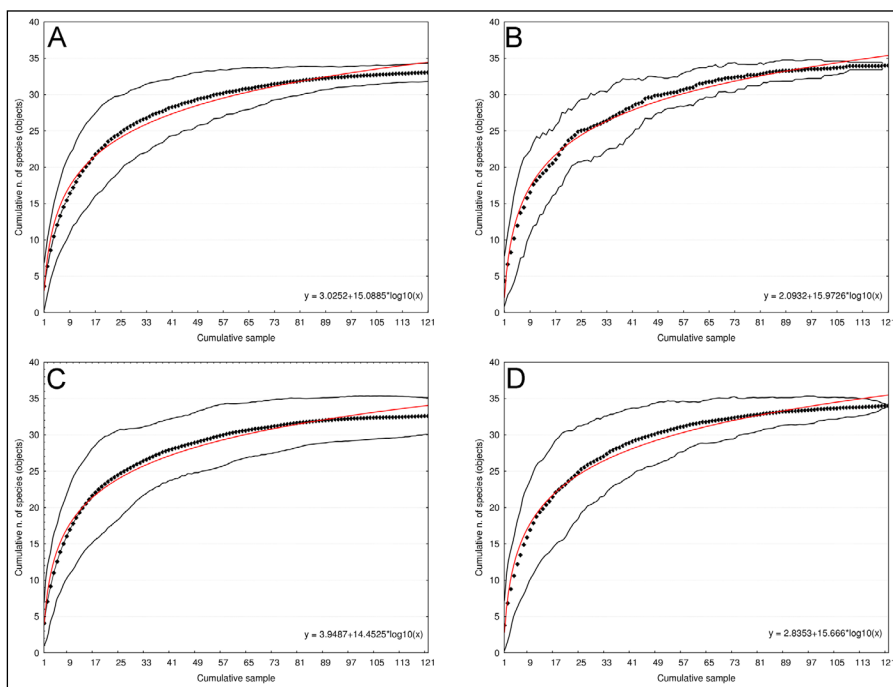 A
Cumulative n. of species (objects)
40
35
30
25
20
15
10
5
0
y = 3.0252+15.0885*log10(x)
1 9 17 25 33 41 49 57 65 73 81 89 97 105 113 121
Cumulative sample
B
Cumulative n. of species (objects)
40
35
30
25
20
15
10
5
0
y = 2.0932+15.9726*log10(x)
1 9 17 25 33 41 49 57 65 73 81 89 97 105 113 121
Cumulative sample
C
Cumulative n. of species (objects)
40
35
30
25
20
15
10
5
0
y = 3.9487+14.4525*log10(x)
1 9 17 25 33 41 49 57 65 73 81 89 97 105 113 121
Cumulative sample
D
Cumulative n. of species (objects)
40
35
30
25
20
15
10
5
0
y = 2.8353+15.666*log10(x)
1 9 17 25 33 41 49 57 65 73 81 89 97 105 113 121
Cumulative sample